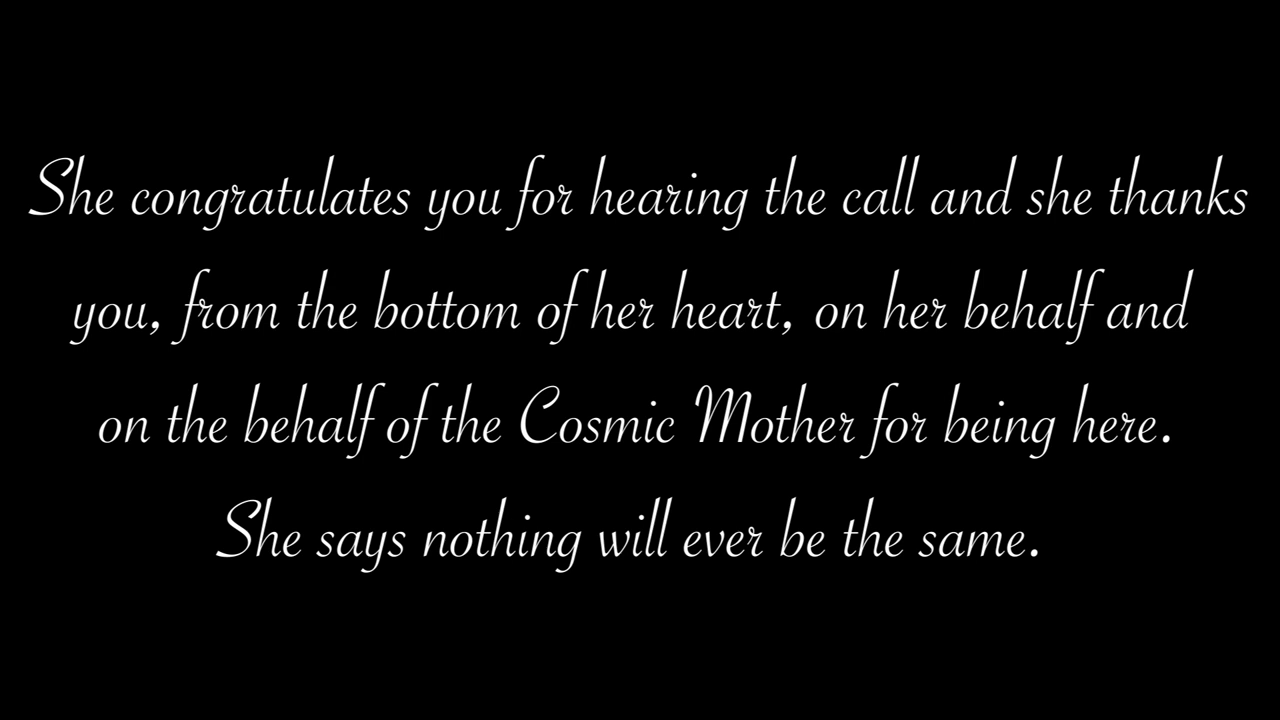 She congratulates you for hearing the call and she thanks
you, from the bottom of her heart, on her behalf and
on the behalf of the Cosmic Mother for being here.
She says nothing will ever be the same.